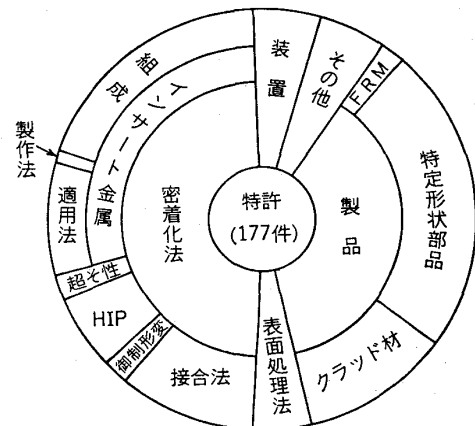 特許
(177件)
装置
その他
FRM
製品
特定形状部品
クラッド材
表面処理法
密着化法
接合法
御制形変
HIP
超そ性
インサート金属
適用法
製作法
組成